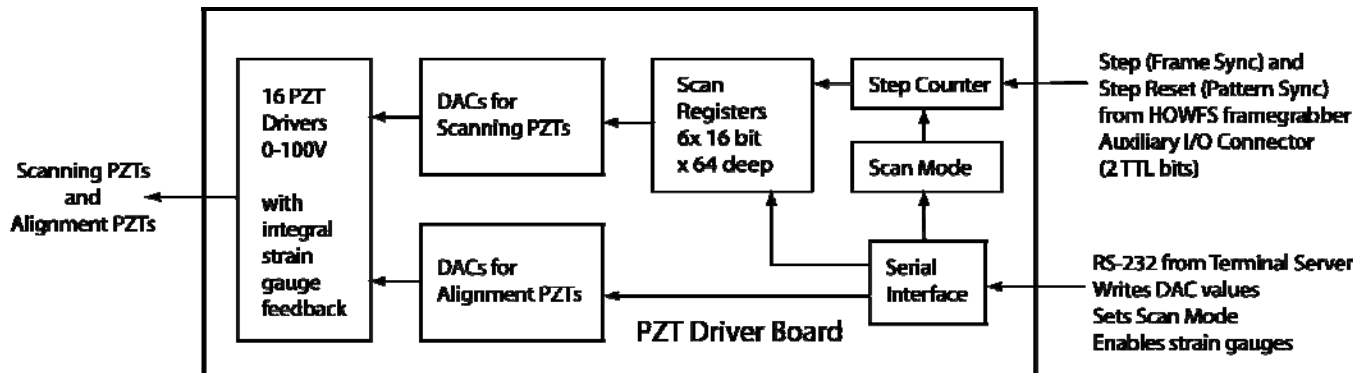 Scanning PZTs
and
Alignment PZTs
16 PZT
Drivers
0-100V
with
integral
strain
gauge
feedback
DACs for
Scanning PZTs
DACs for
Alignment PZTs
Scan
Registers
6x 16 bit
x 64 deep
Step Counter
Scan Mode
Serial
Interface
PZT Driver Board
Step (Frame Sync) and
Step Reset (Pattern Sync)
from HOWFS framegrabber
Auxiliary I/O Connector
(2 TTL bits)
RS-232 from Terminal Server
Writes DAC values
Sets Scan Mode
Enables strain gauges